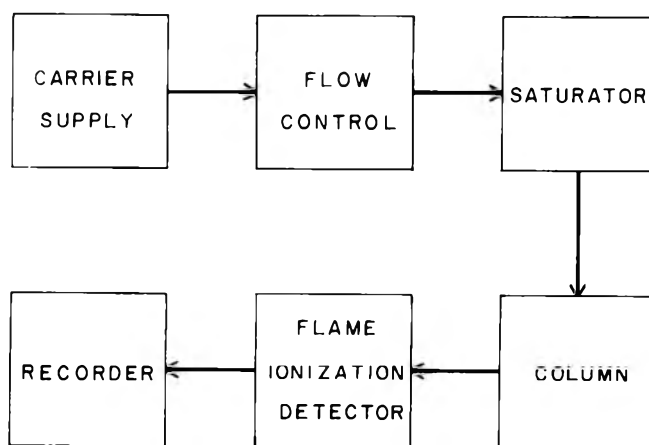 CARRIER
SUPPLY
FLOW
CONTROL
SATURATOR
RECORDER
FLAME
IONIZATION
DETECTOR
COLUMN